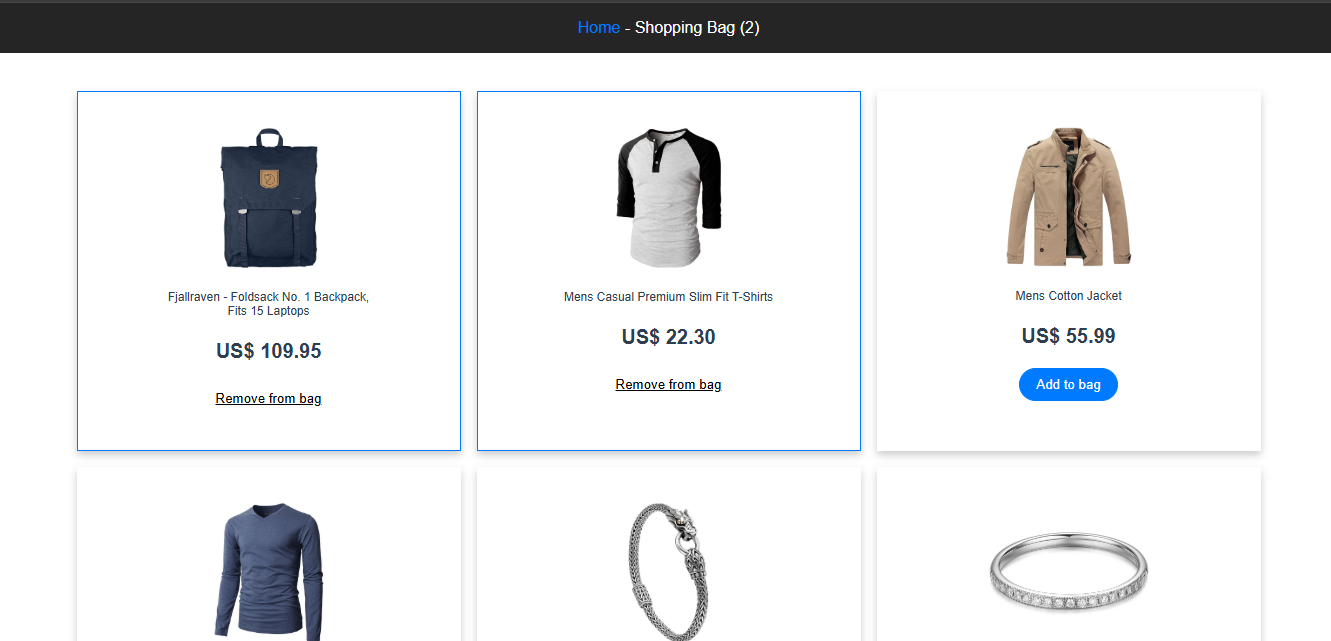 Home - Shopping Bag (2)
Fjallraven - Foldsack No. 1 Backpack,
Fits 15 Laptops
US$ 109.95
Remove from bag
Mens Casual Premium Slim Fit T-Shirts
US$ 22.30
Remove from bag
Mens Cotton Jacket
US$ 55.99
Add to bag